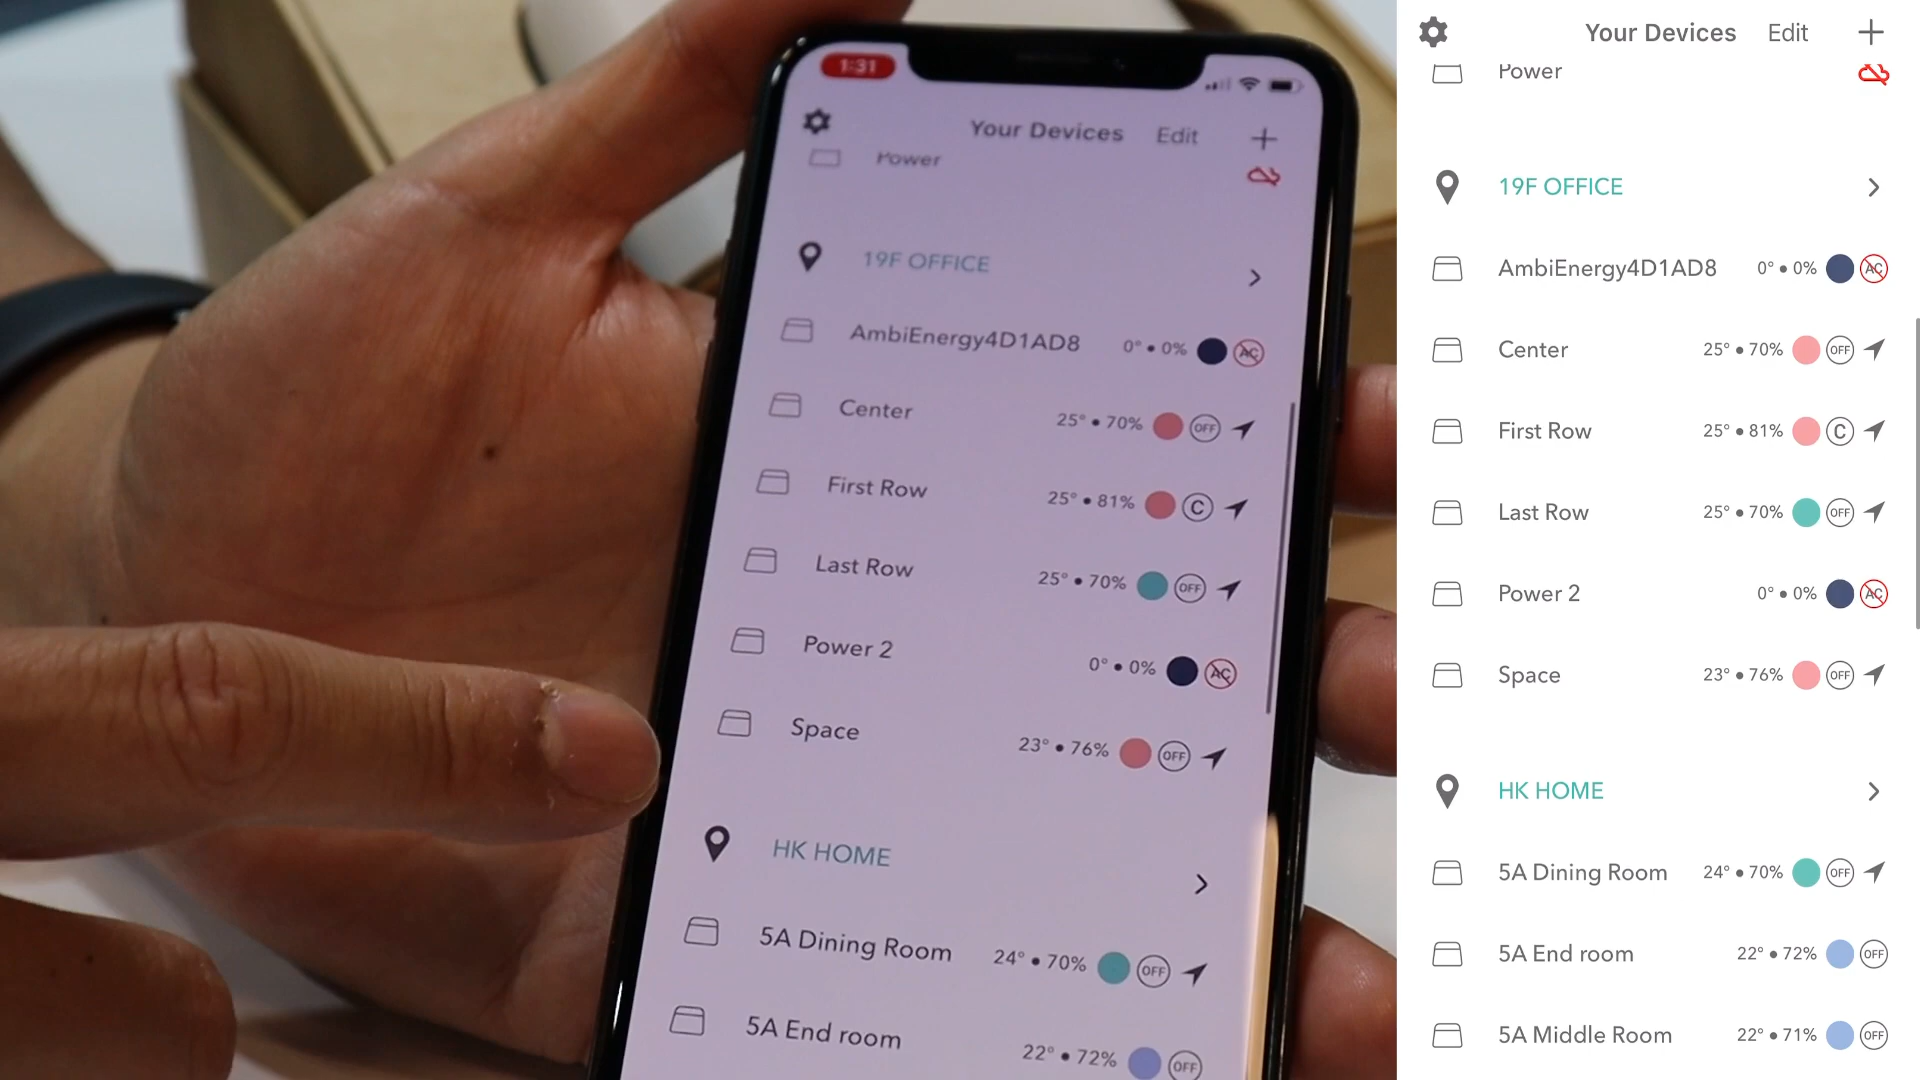 1:31
Your Devices Edit +
Power
19F OFFICE
AmbiEnergy4D1AD8 0° • 0% AC
Center 25° • 70% OFF
First Row 25° • 81% C
Last Row 25° • 70% OFF
Power 2 0° • 0% AC
Space 23° • 76% OFF
HK HOME
5A Dining Room 24° • 70% OFF
5A End room 22° • 72% OFF
Your Devices Edit +
Power
19F OFFICE
AmbiEnergy4D1AD8 0° • 0% AC
Center 25° • 70% OFF
First Row 25° • 81% C
Last Row 25° • 70% OFF
Power 2 0° • 0% AC
Space 23° • 76% OFF
HK HOME
5A Dining Room 24° • 70% OFF
5A End room 22° • 72% OFF
5A Middle Room 22° • 71% OFF